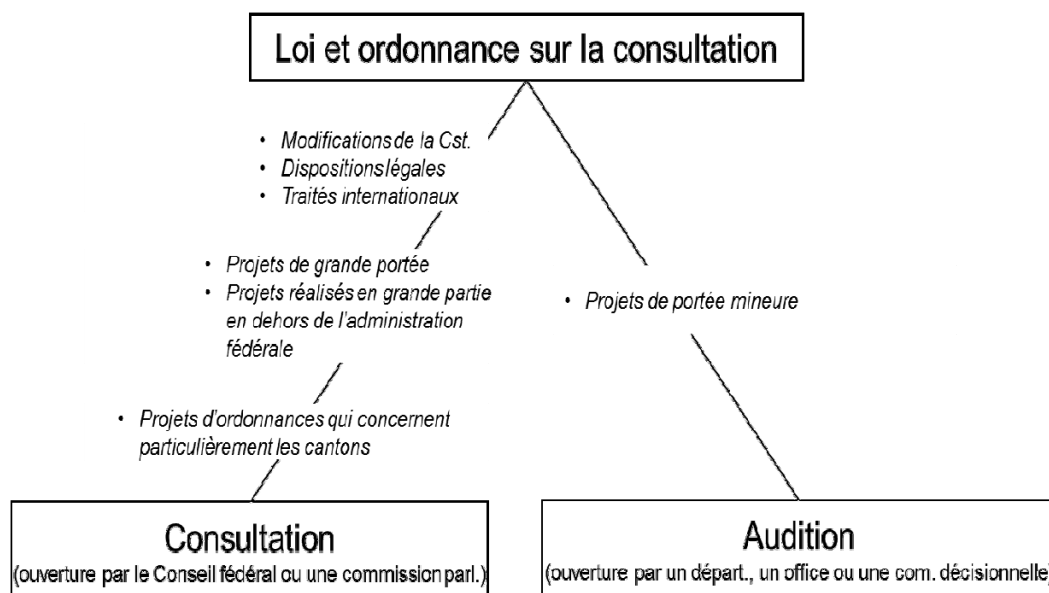 Loi et ordonnance sur la consultation
• Modifications de la Cst.
• Dispositions légales
• Traités internationaux
• Projets de grande portée
• Projets réalisés en grande partie
en dehors de l'administration
fédérale
• Projets de portée mineure
• Projets d'ordonnances qui concernent
particulièrement les cantons
Consultation
(ouverture par le Conseil fédéral ou une commission parl.)
Audition
(ouverture par un départ., un office ou une com. décisionnelle)